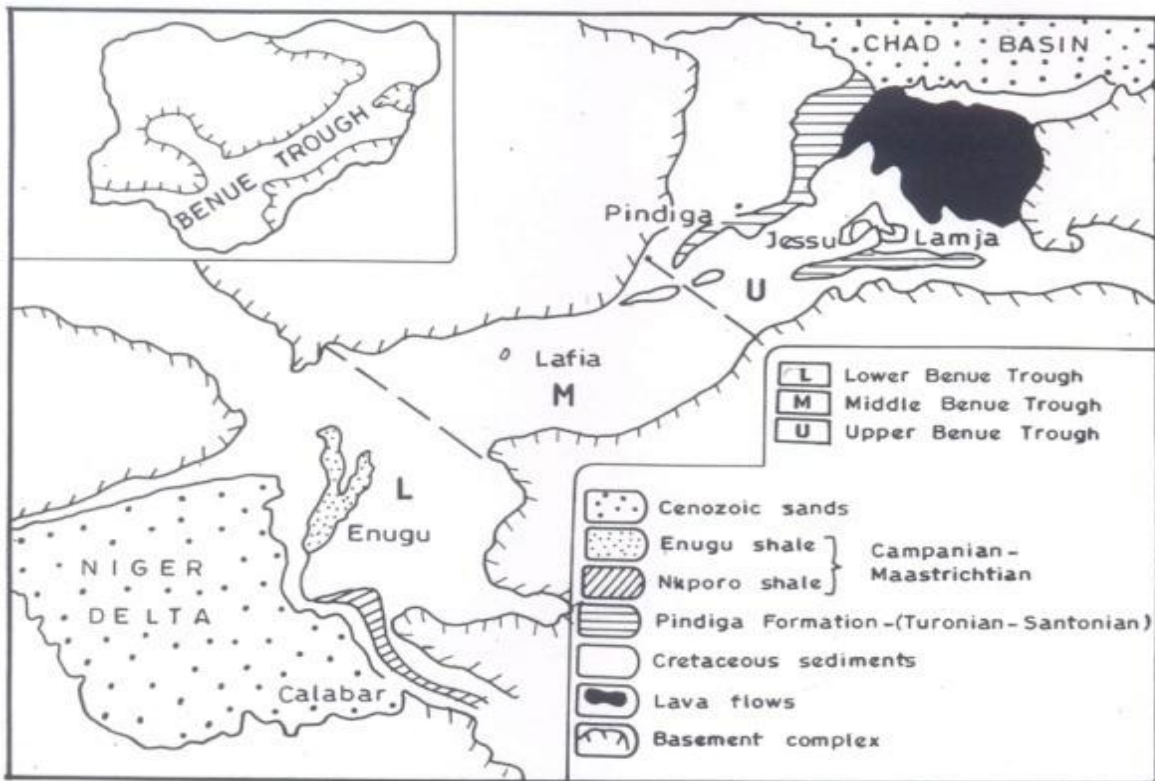 BENUE TROUGH
CHAD BASIN
Pindiga
Jessu
Lamja
U
Lafia
M
L
Enugu
NIGER
DELTA
Calabar
L Lower Benue Trough
M Middle Benue Trough
U Upper Benue Trough
Cenozoic sands
Enugu shale
Nkporo shale
Campanian-
Maastrichtian
Pindiga Formation-(Turonian-Santonian)
Cretaceous sediments
Lava flows
Basement complex